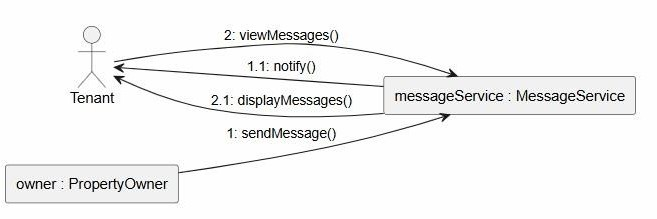 2: viewMessages()
1.1: notify()
Tenant
messageService : MessageService
2.1: displayMessages()
1: sendMessage()
owner : PropertyOwner